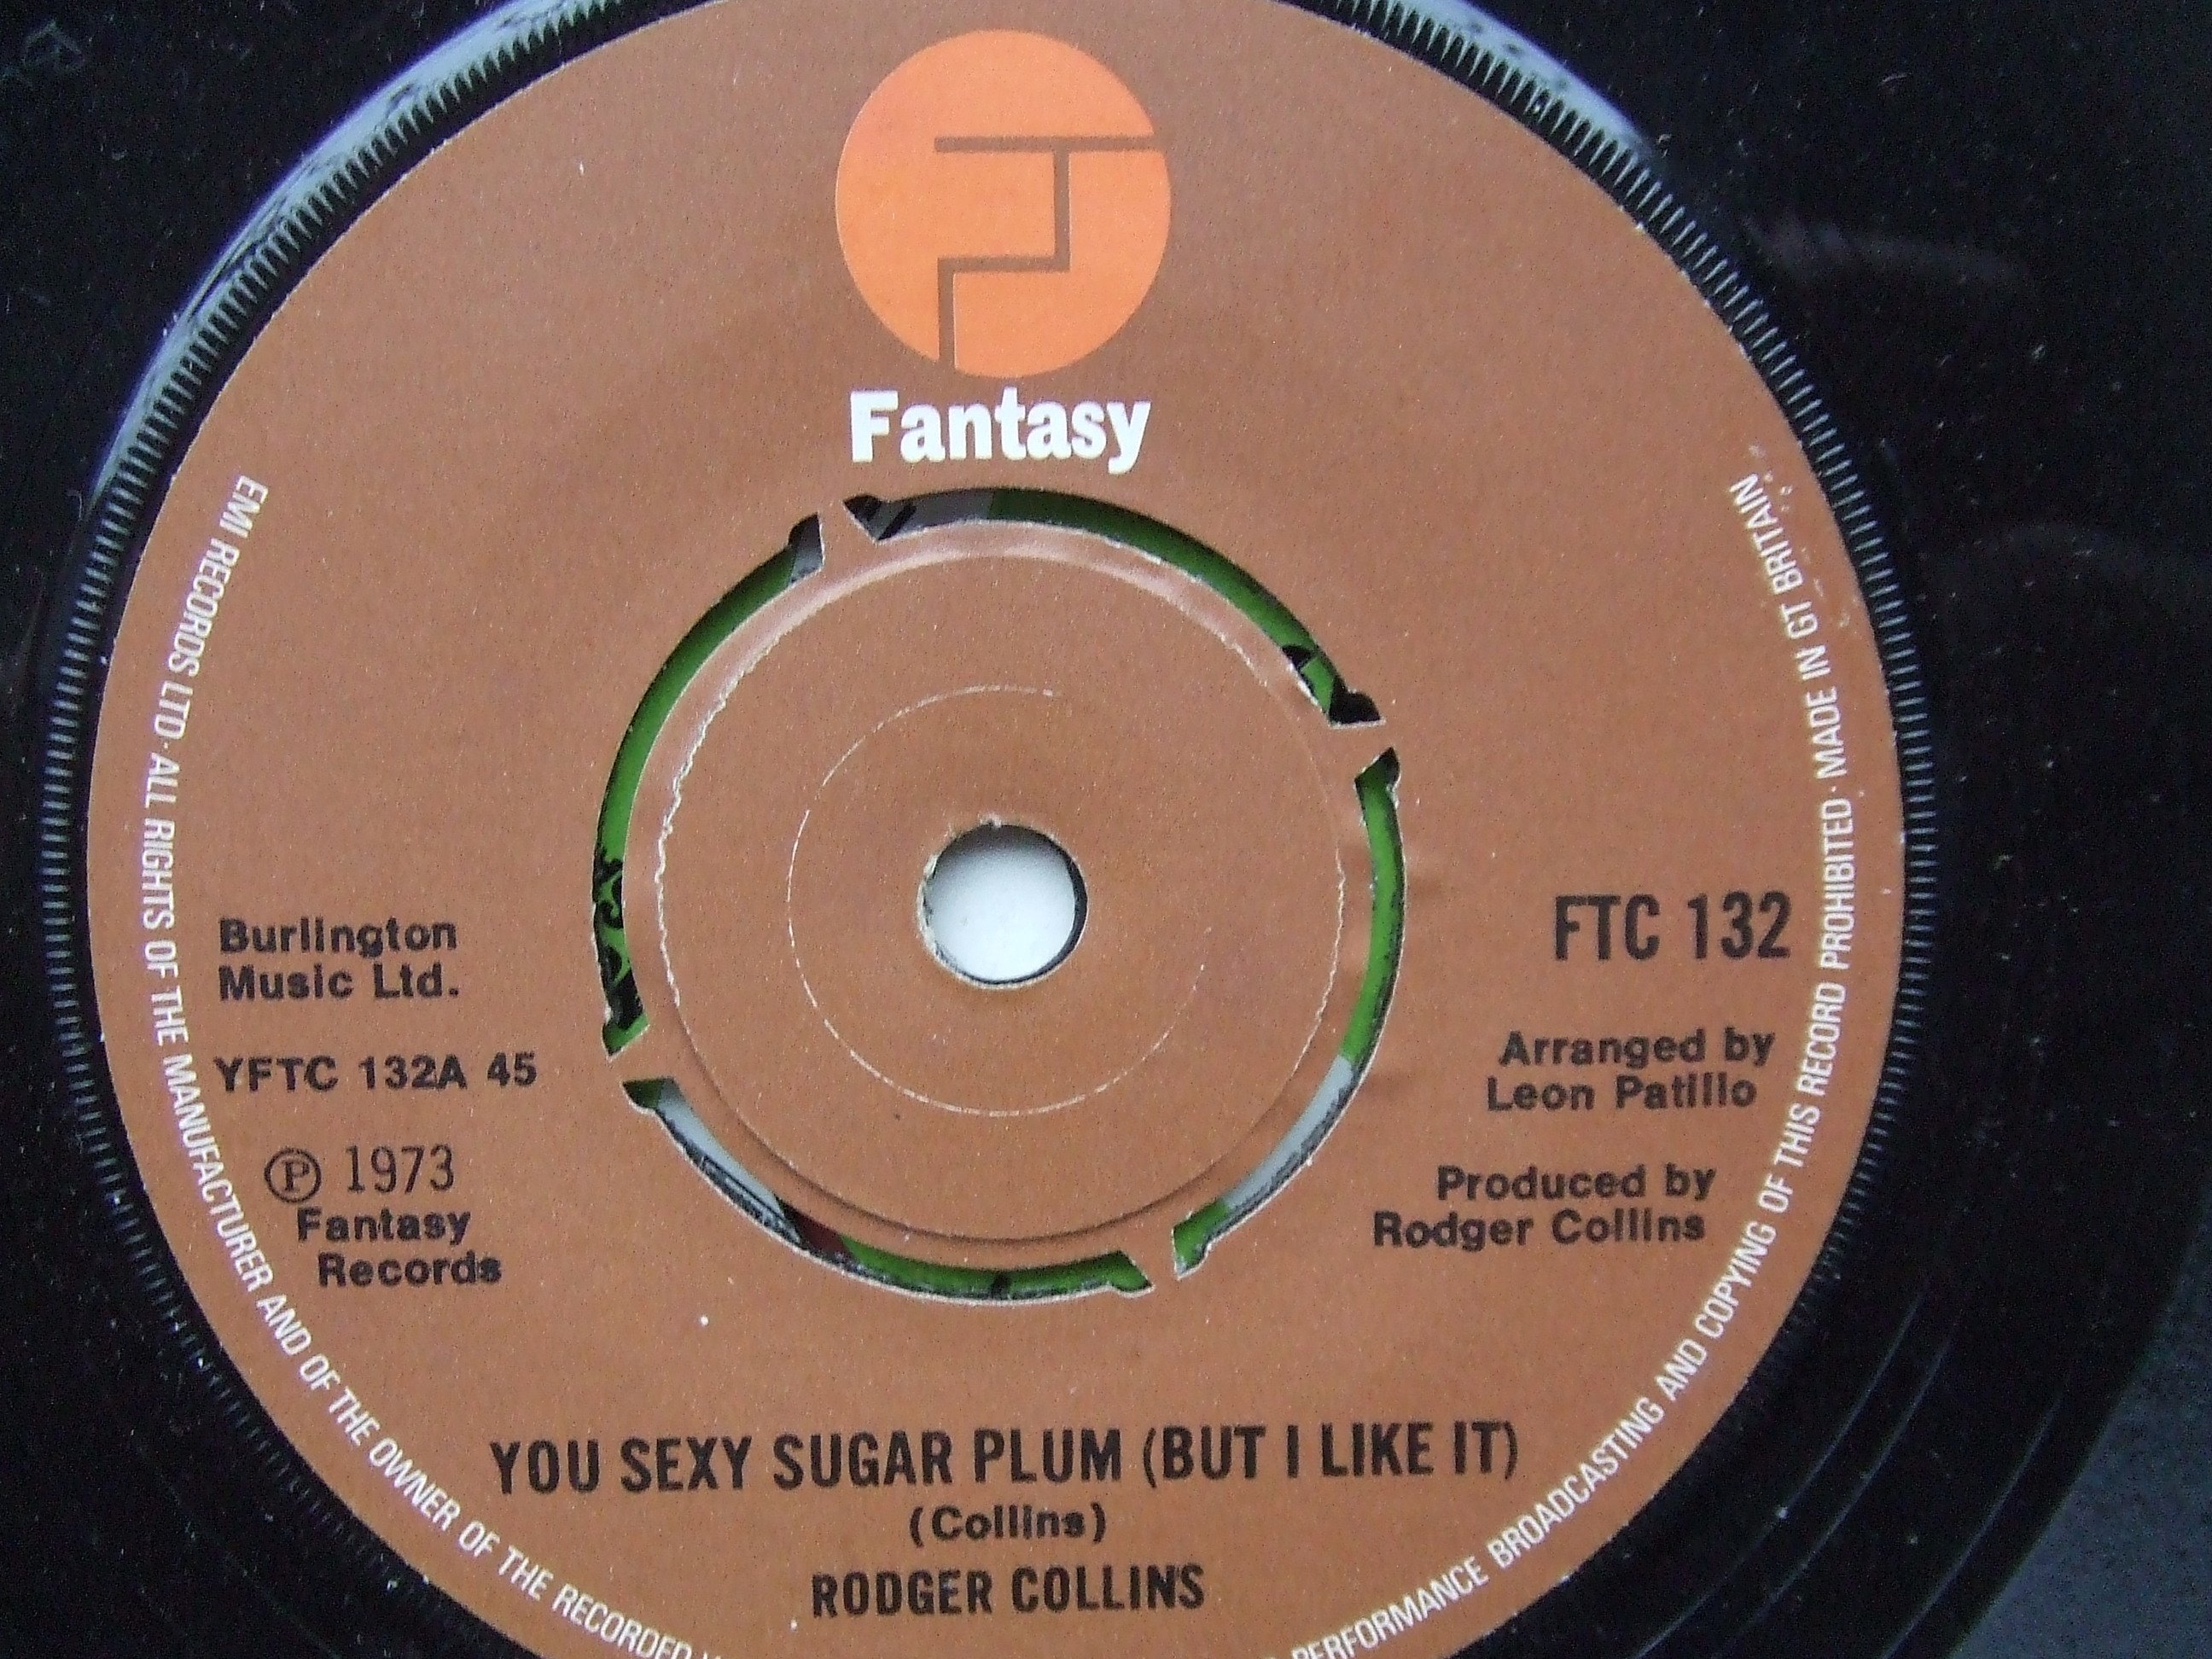 Fantasy
EMI RECORDS LTD · ALL RIGHTS OF THE MANUFACTURER AND OF THE OWNER OF THE RECORDED
PERFORMANCE BROADCASTING AND COPYING OF THIS RECORD PROHIBITED · MADE IN GT BRITAIN
Burlington
Music Ltd.
YFTC 132A 45
Ⓟ 1973
Fantasy
Records
FTC 132
Arranged by
Leon Patillo
Produced by
Rodger Collins
YOU SEXY SUGAR PLUM (BUT I LIKE IT)
(Collins)
RODGER COLLINS